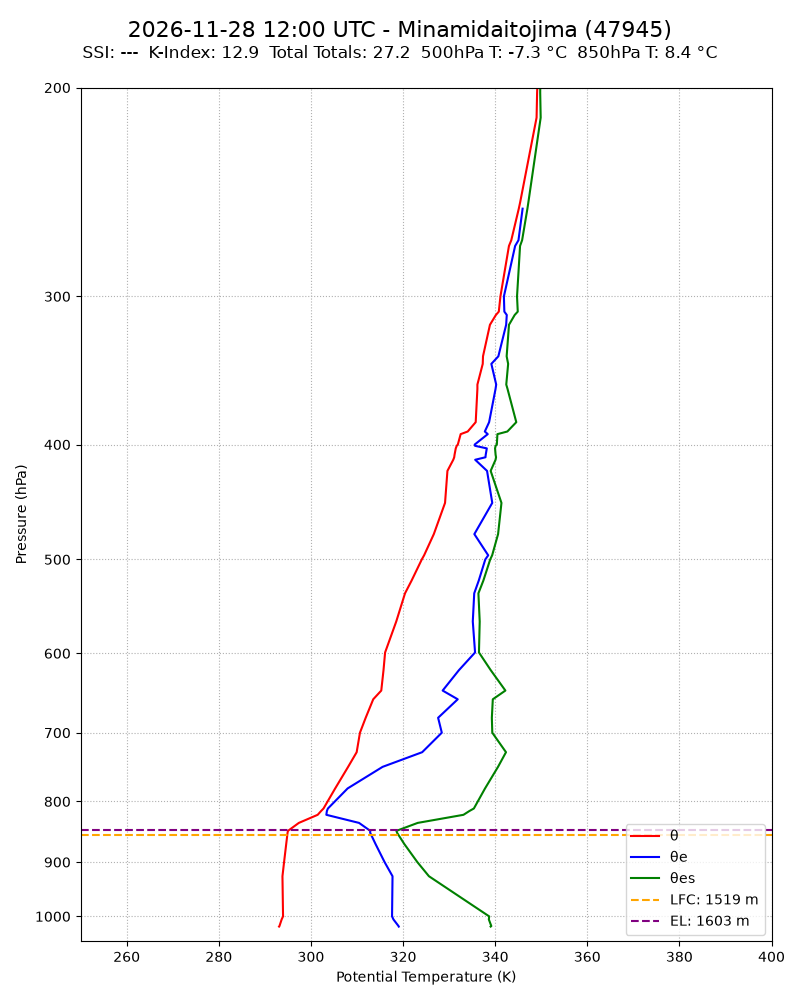 2026-11-28 12:00 UTC - Minamidaitojima (47945)
SSI: --- K-Index: 12.9 Total Totals: 27.2 500hPa T: -7.3 °C 850hPa T: 8.4 °C
200
300
400
500
600
700
800
900
1000
Pressure (hPa)
260 280 300 320 340 360 380 400
Potential Temperature (K)
θ
θe
θes
LFC: 1519 m
EL: 1603 m